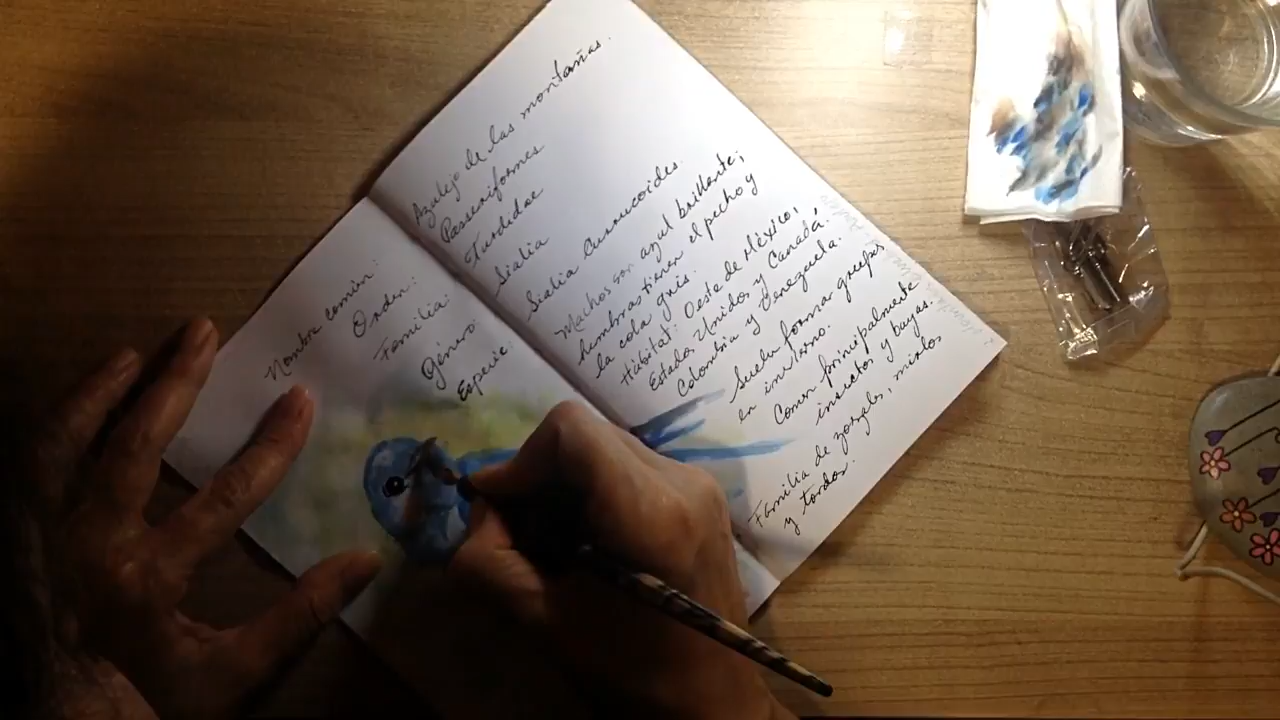 Nombre común:
Orden:
Familia:
Género:
Especie:
Azulejo de las montañas.
Passeriformes
Turdidae
Sialia
Sialia Currucoides.
Machos son azul brillante;
hembras tienen el pecho y
la cola gris.
Hábitat: Oeste de México,
Estados Unidos y Canadá.
Colombia y Venezuela.
Suelen formar grupos
en invierno.
Comen principalmente
insectos y bayas.
Familia de zorzales, mirlos
y tordos.